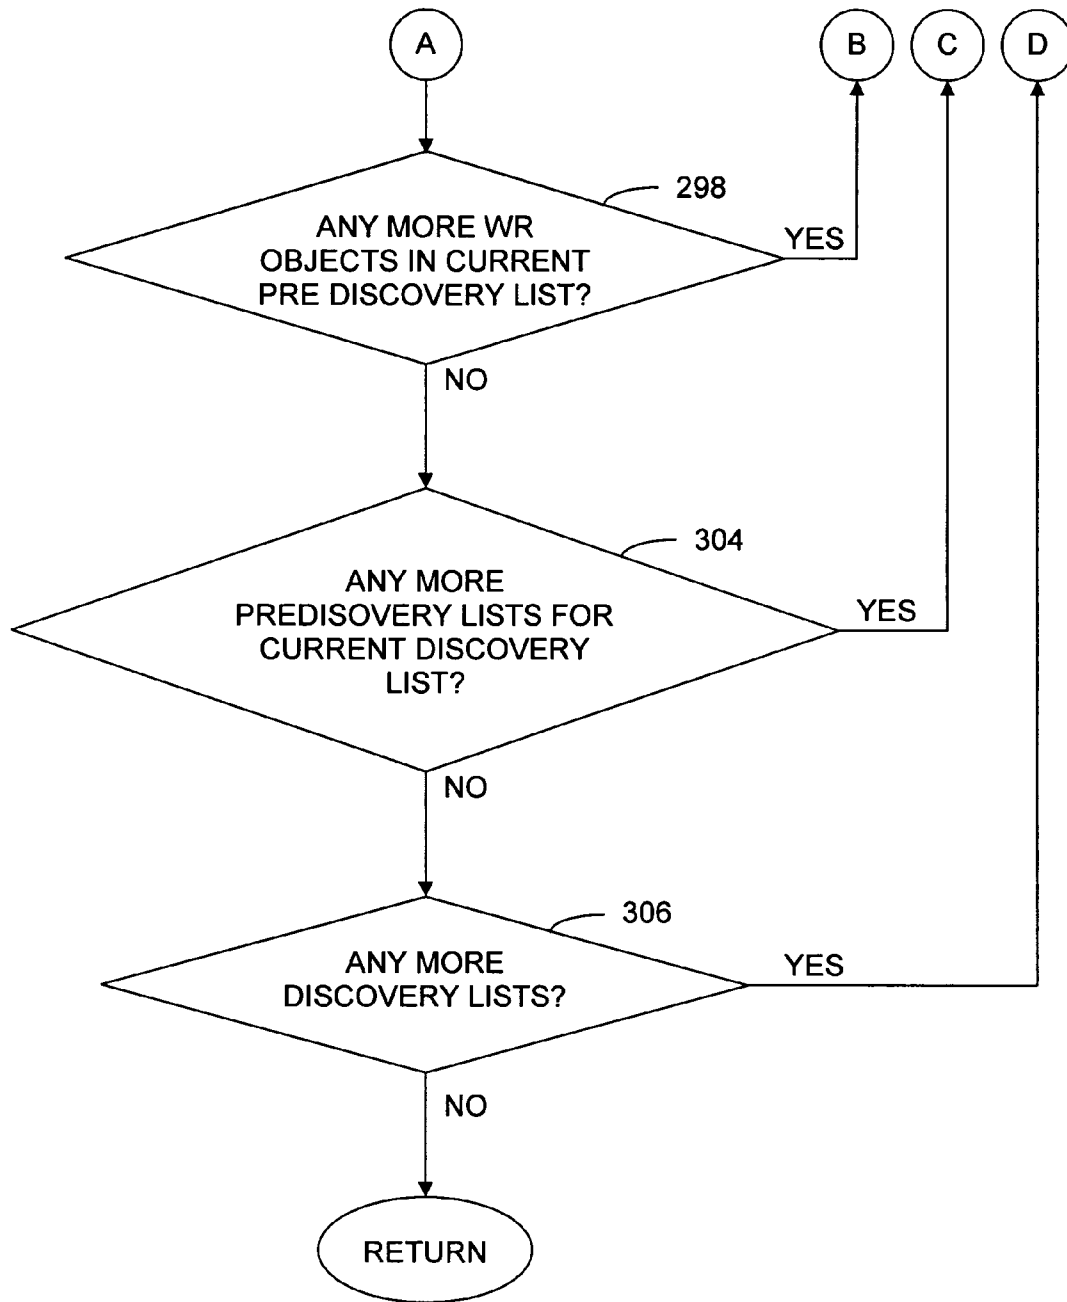 A
B
C
D
298
ANY MORE WR
OBJECTS IN CURRENT
PRE DISCOVERY LIST?
YES
NO
304
ANY MORE
PREDISOVERY LISTS FOR
CURRENT DISCOVERY
LIST?
YES
NO
306
ANY MORE
DISCOVERY LISTS?
YES
NO
RETURN